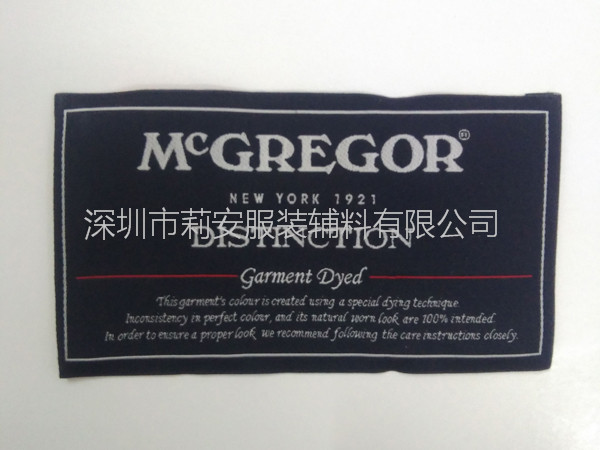 McGREGOR®
NEW YORK 1921
深圳市莉安服装辅料有限公司
DISTINCTION
Garment Dyed
This garment's colour is created using a special dying technique.
Inconsistency in perfect colour, and its natural worn look are 100% intended.
In order to ensure a proper look we recommend following the care instructions closely.